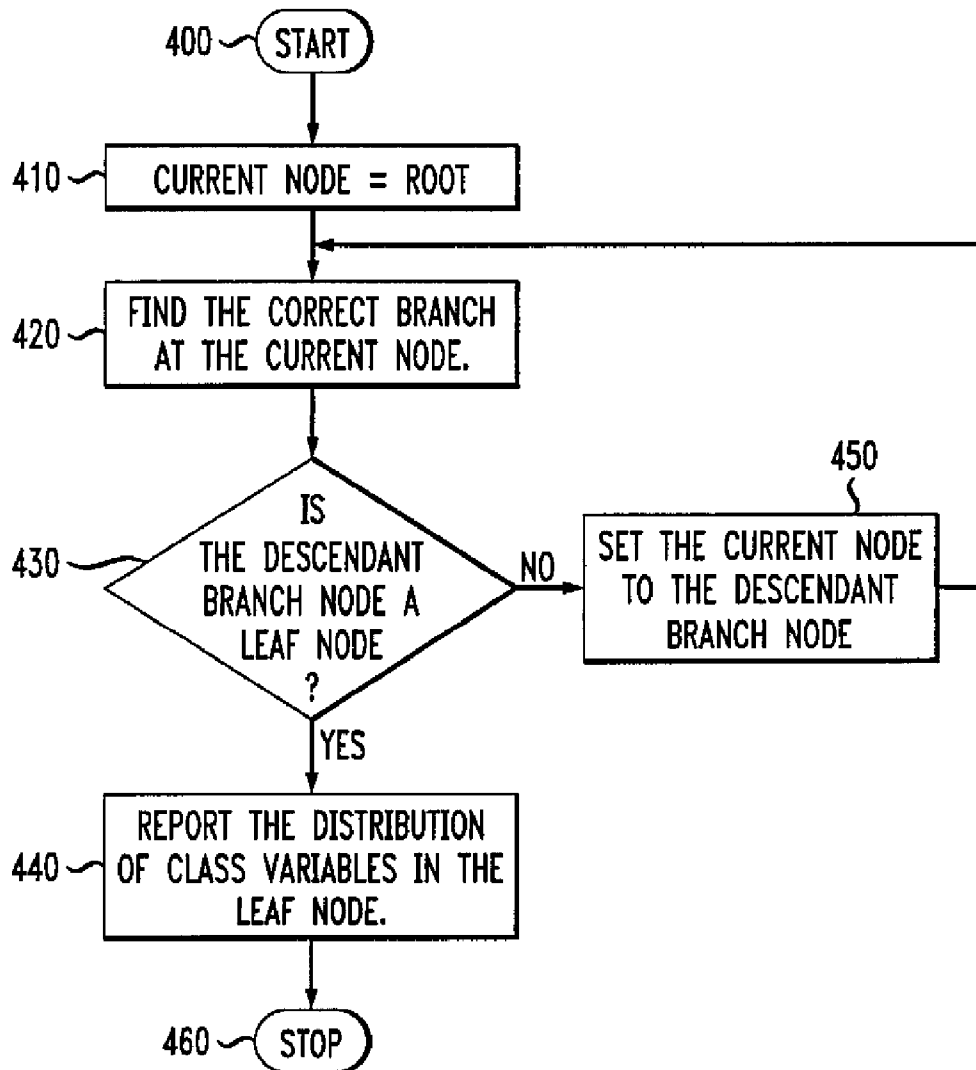 400
START
410
CURRENT NODE = ROOT
420
FIND THE CORRECT BRANCH
AT THE CURRENT NODE.
430
IS
THE DESCENDANT
BRANCH NODE A
LEAF NODE
?
NO
450
SET THE CURRENT NODE
TO THE DESCENDANT
BRANCH NODE
YES
440
REPORT THE DISTRIBUTION
OF CLASS VARIABLES IN THE
LEAF NODE.
460
STOP